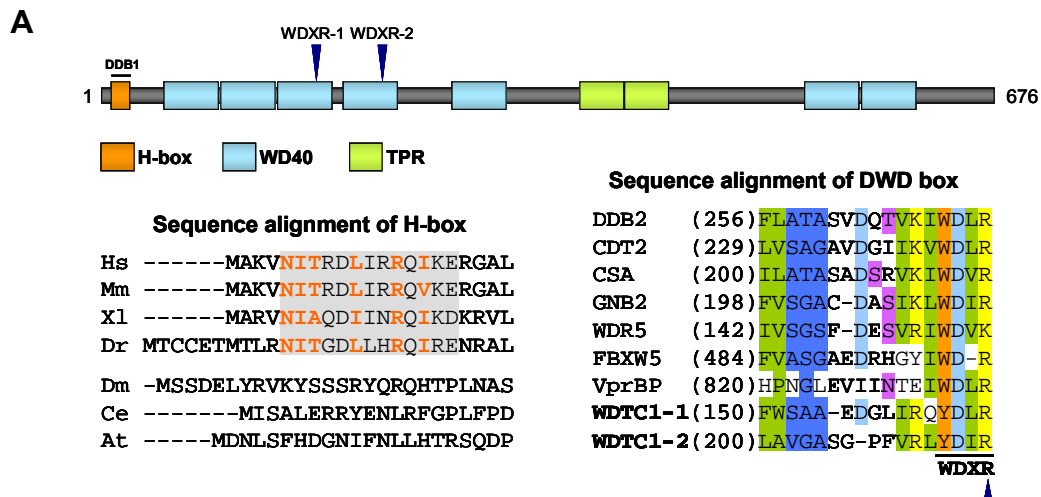 A
WDXR-1 WDXR-2
DDB1
1 676
H-box WD40 TPR
Sequence alignment of H-box
Hs ------MAKVNITRDLIRRQIKERGAL
Mm ------MAKVNITRDLIRRQVKERGAL
Xl ------MARVNIAQDIINRQIKDKRVL
Dr MTCCETMTLRNITGDLLHRQIRENRAL
Dm -MSSDELYRVKYSSSRYQRQHTPLNAS
Ce -----MISALERRYENLRFGPLFPD
At -----MDNLSFHDGNIFNLLHTRSQDP
Sequence alignment of DWD box
DDB2 (256) FLATASVDQTVKIWDLR
CDT2 (229) LVSAGAVDGIIKVWDLR
CSA (200) ILATASADSRVKIWDVR
GNB2 (198) FVSGAC-DASIKLWDIR
WDR5 (142) IVSGSF-DESVRIWDVK
FBXW5 (484) FVASGAEDRHGYIWD-R
VprBP (820) HPNGLEVIINTEIWDLR
WDTC1-1 (150) FWSAA-EDGLIRQYDLR
WDTC1-2 (200) LAVGASG-PFVRLYDIR
WDXR